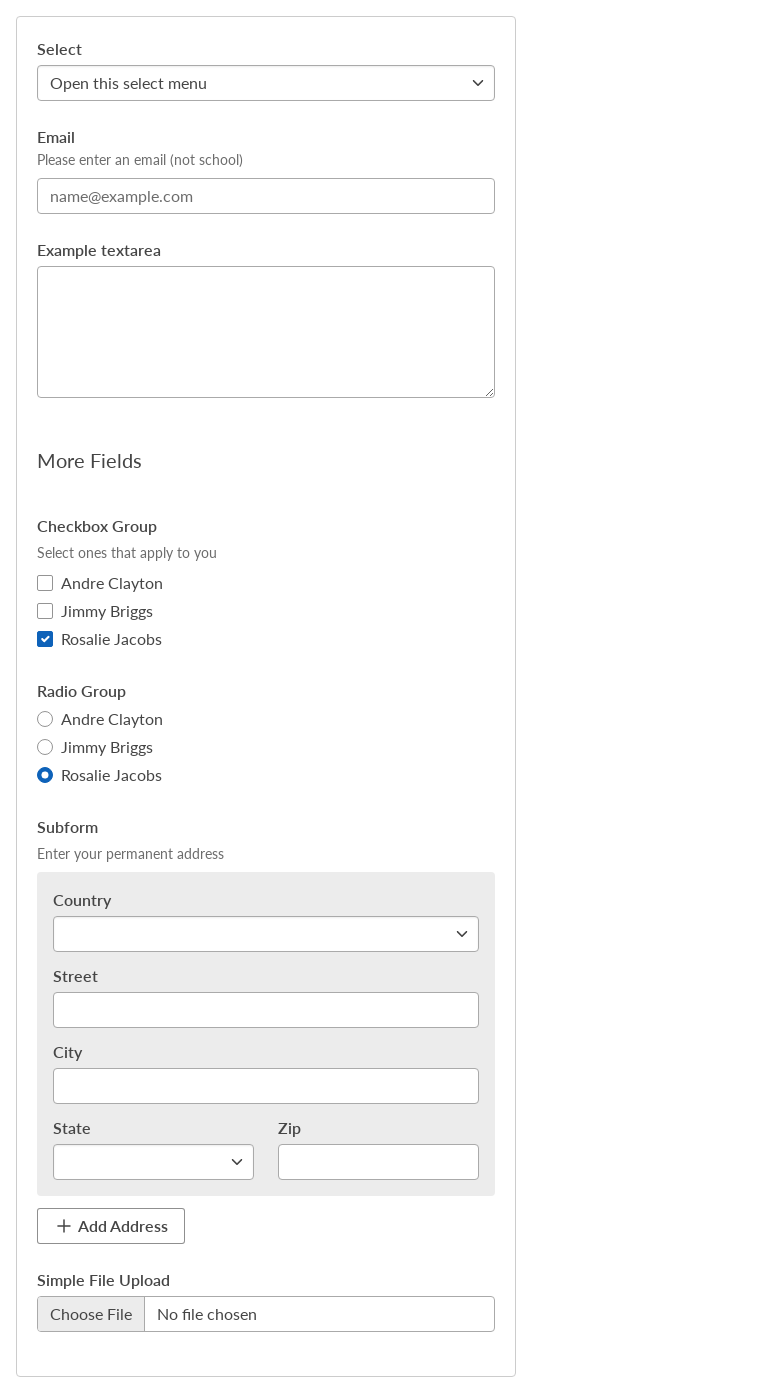 Select
Open this select menu
Email
Please enter an email (not school)
name@example.com
Example textarea
More Fields
Checkbox Group
Select ones that apply to you
Andre Clayton
Jimmy Briggs
Rosalie Jacobs
Radio Group
Andre Clayton
Jimmy Briggs
Rosalie Jacobs
Subform
Enter your permanent address
Country
Street
City
State Zip
Add Address
Simple File Upload
Choose File No file chosen